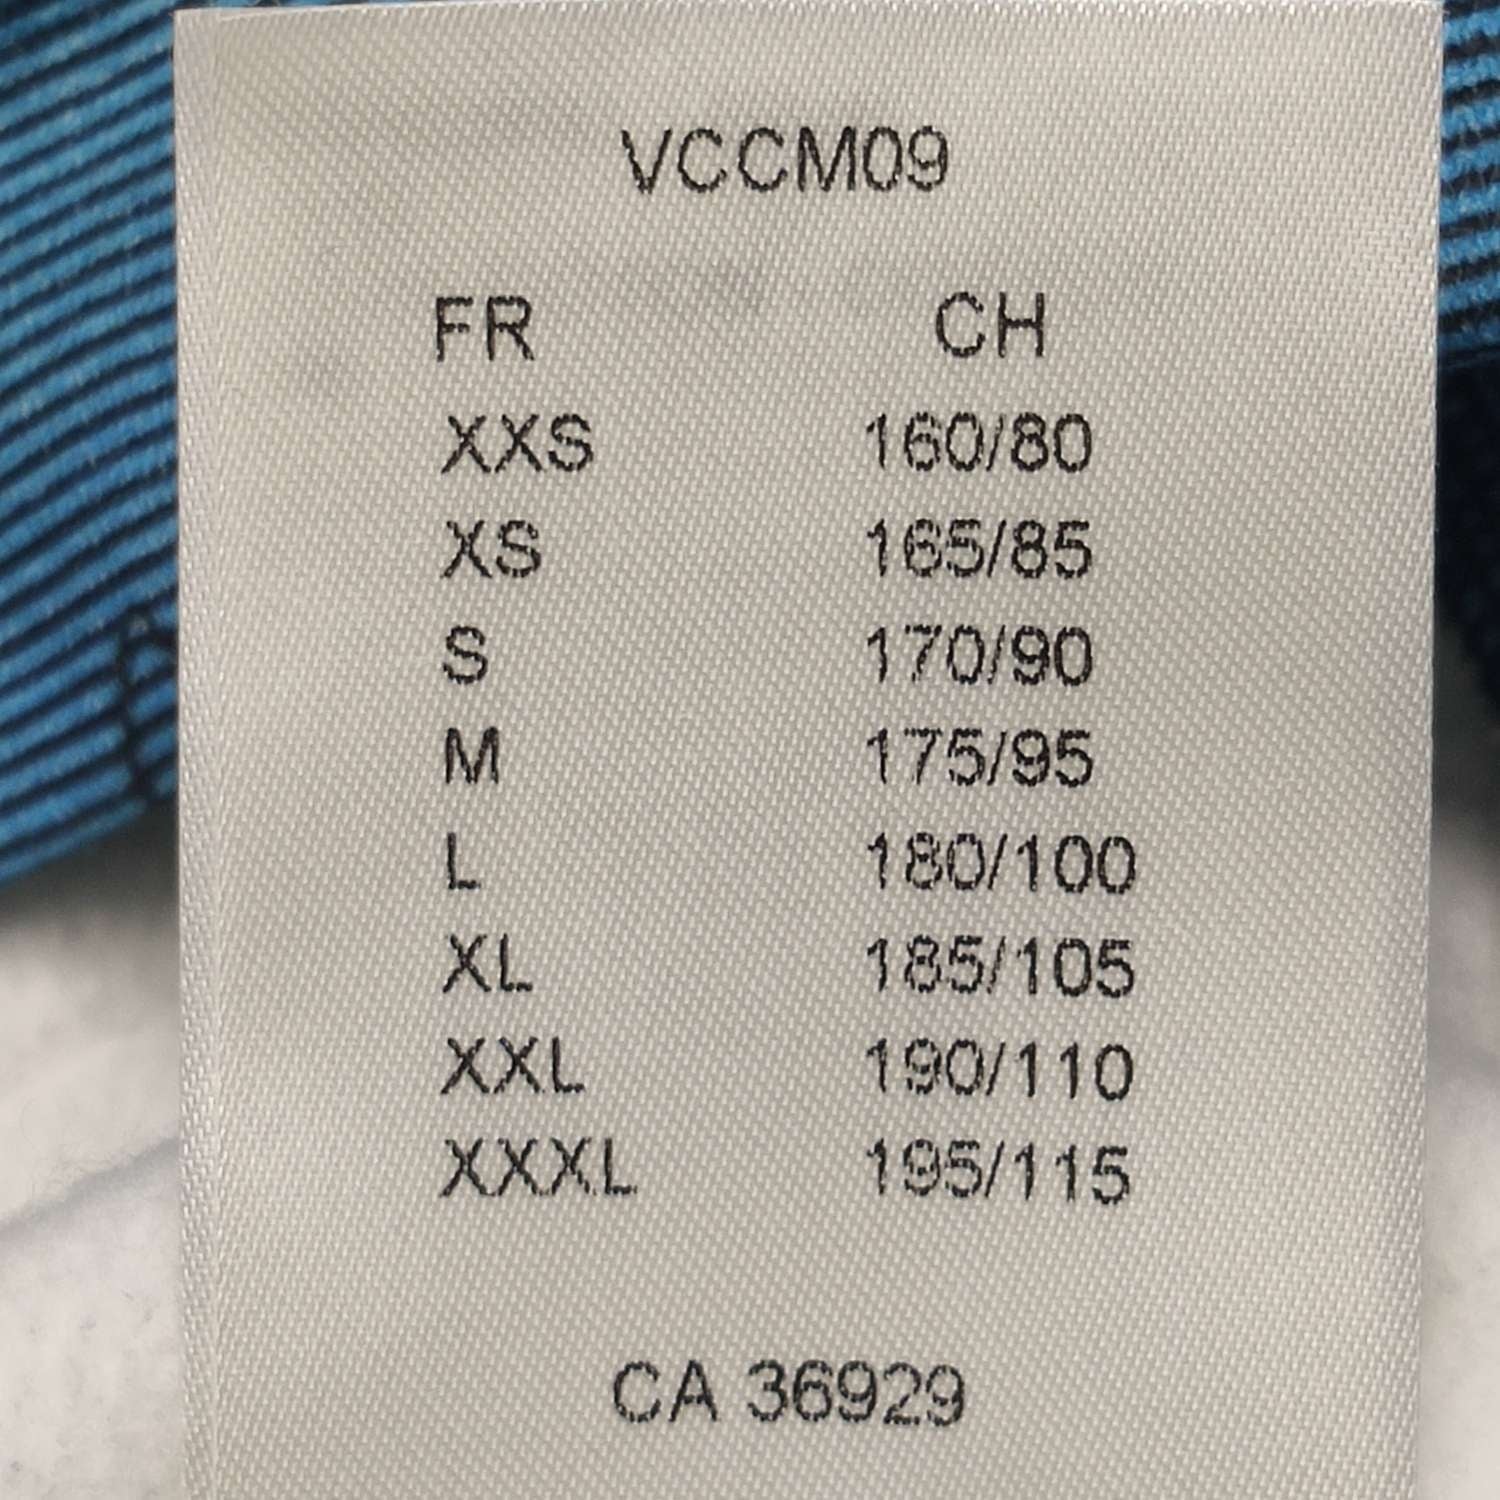 VCCM09
FR CH
XXS 160/80
XS 165/85
S 170/90
M 175/95
L 180/100
XL 185/105
XXL 190/110
XXXL 195/115
CA 36929